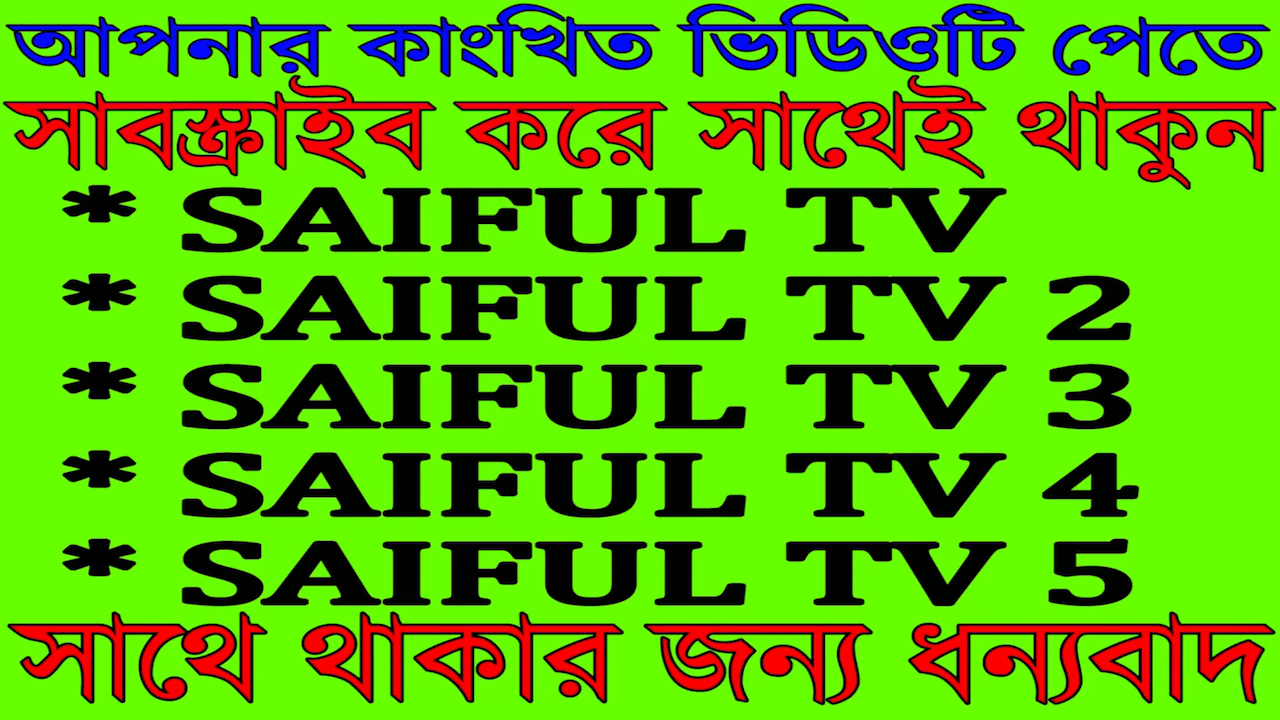 আপনার কাংখিত ভিডিওটি পেতে
সাবস্ক্রাইব করে সাথেই থাকুন
* SAIFUL TV
* SAIFUL TV 2
* SAIFUL TV 3
* SAIFUL TV 4
* SAIFUL TV 5
সাথে থাকার জন্য ধন্যবাদ